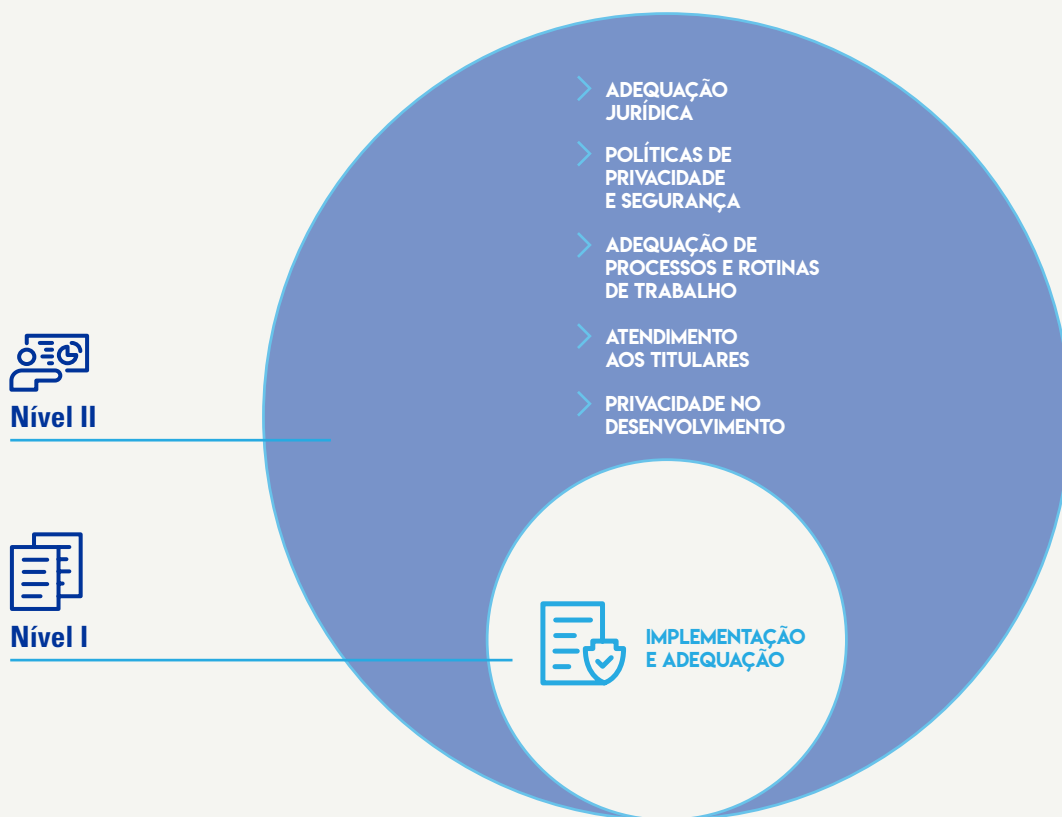 ADEQUAÇÃO
JURÍDICA
POLÍTICAS DE
PRIVACIDADE
E SEGURANÇA
ADEQUAÇÃO DE
PROCESSOS E ROTINAS
DE TRABALHO
ATENDIMENTO
AOS TITULARES
PRIVACIDADE NO
DESENVOLVIMENTO
Nível II
Nível I
IMPLEMENTAÇÃO
E ADEQUAÇÃO